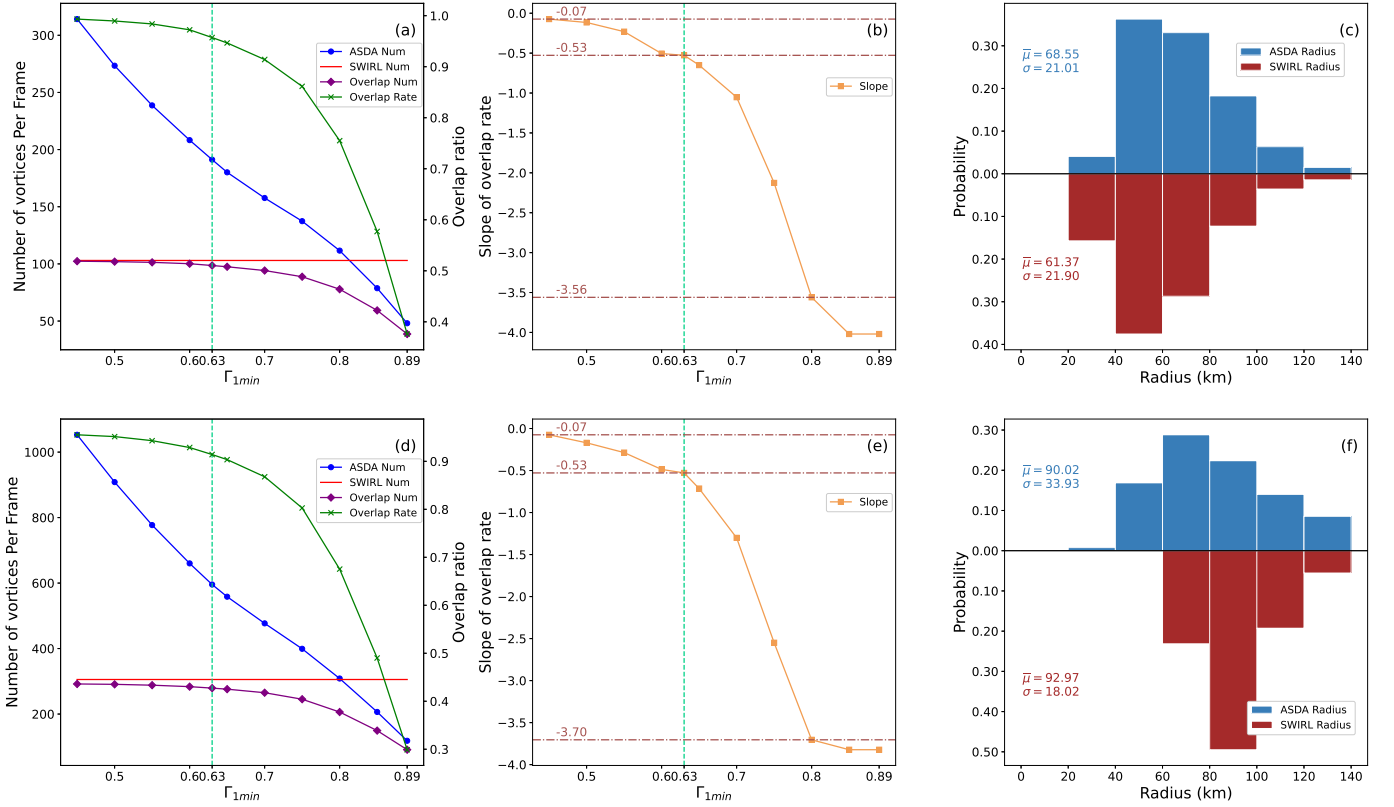 (a)
ASDA Num
SWIRL Num
Overlap Num
Overlap Rate
300
250
200
150
100
50
Number of vortices Per Frame
1.0
0.9
0.8
0.7
0.6
0.5
0.4
Overlap ratio
0.5
0.60
0.63
0.7
0.8
0.89
Γ1min
(b)
Slope
-0.07
-0.53
-3.56
0.0
−0.5
−1.0
−1.5
−2.0
−2.5
−3.0
−3.5
−4.0
Slope of overlap rate
0.5
0.60
0.63
0.7
0.8
0.89
Γ1min
(c)
ASDA Radius
SWIRL Radius
μ̅ = 68.55
σ = 21.01
μ̅ = 61.37
σ = 21.90
0.30
0.20
0.10
0.00
0.10
0.20
0.30
0.40
Probability
0
20
40
60
80
100
120
140
Radius (km)
(d)
ASDA Num
SWIRL Num
Overlap Num
Overlap Rate
1000
800
600
400
200
Number of vortices Per Frame
0.9
0.8
0.7
0.6
0.5
0.4
0.3
Overlap ratio
0.5
0.60
0.63
0.7
0.8
0.89
Γ1min
(e)
Slope
-0.07
-0.53
-3.70
0.0
−0.5
−1.0
−1.5
−2.0
−2.5
−3.0
−3.5
−4.0
Slope of overlap rate
0.5
0.60
0.63
0.7
0.8
0.89
Γ1min
(f)
μ̅ = 90.02
σ = 33.93
μ̅ = 92.97
σ = 18.02
ASDA Radius
SWIRL Radius
0.30
0.20
0.10
0.00
0.10
0.20
0.30
0.40
0.50
Probability
0
20
40
60
80
100
120
140
Radius (km)